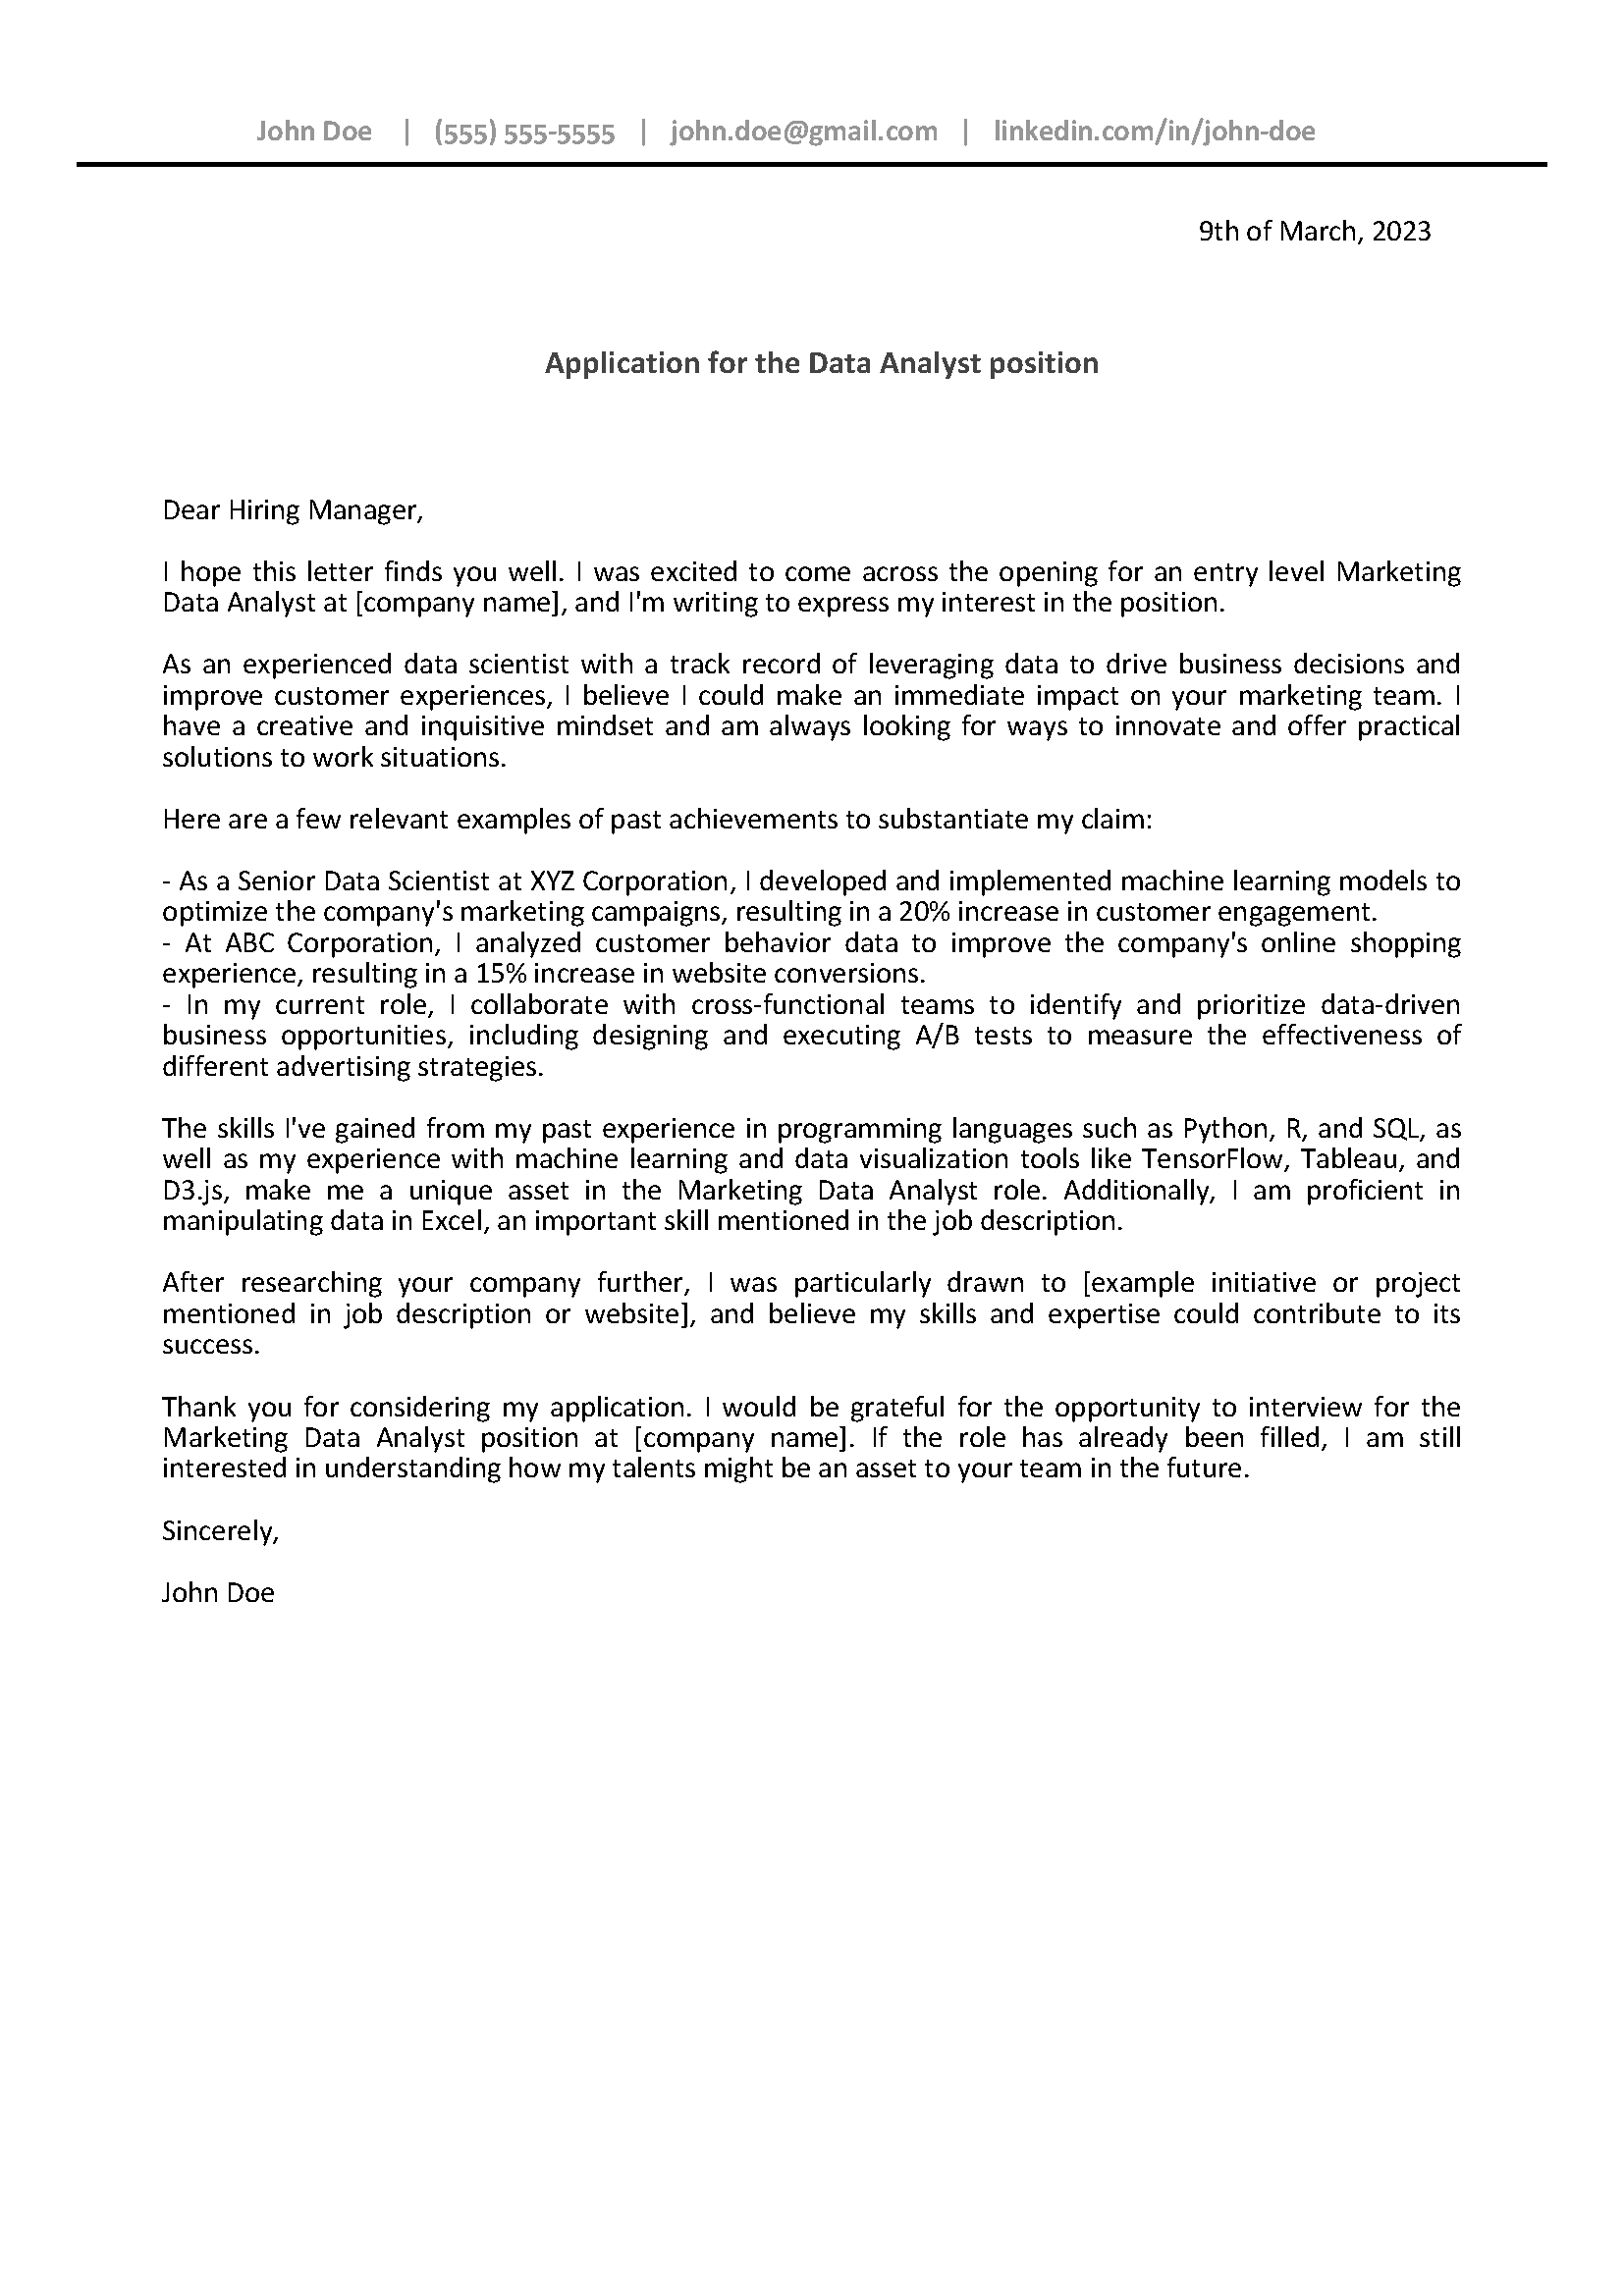 John Doe | (555) 555-5555 | john.doe@gmail.com | linkedin.com/in/john-doe
9th of March, 2023
Application for the Data Analyst position
Dear Hiring Manager,
I hope this letter finds you well. I was excited to come across the opening for an entry level Marketing
Data Analyst at [company name], and I'm writing to express my interest in the position.
As an experienced data scientist with a track record of leveraging data to drive business decisions and
improve customer experiences, I believe I could make an immediate impact on your marketing team. I
have a creative and inquisitive mindset and am always looking for ways to innovate and offer practical
solutions to work situations.
Here are a few relevant examples of past achievements to substantiate my claim:
- As a Senior Data Scientist at XYZ Corporation, I developed and implemented machine learning models to
optimize the company's marketing campaigns, resulting in a 20% increase in customer engagement.
- At ABC Corporation, I analyzed customer behavior data to improve the company's online shopping
experience, resulting in a 15% increase in website conversions.
- In my current role, I collaborate with cross-functional teams to identify and prioritize data-driven
business opportunities, including designing and executing A/B tests to measure the effectiveness of
different advertising strategies.
The skills I've gained from my past experience in programming languages such as Python, R, and SQL, as
well as my experience with machine learning and data visualization tools like TensorFlow, Tableau, and
D3.js, make me a unique asset in the Marketing Data Analyst role. Additionally, I am proficient in
manipulating data in Excel, an important skill mentioned in the job description.
After researching your company further, I was particularly drawn to [example initiative or project
mentioned in job description or website], and believe my skills and expertise could contribute to its
success.
Thank you for considering my application. I would be grateful for the opportunity to interview for the
Marketing Data Analyst position at [company name]. If the role has already been filled, I am still
interested in understanding how my talents might be an asset to your team in the future.
Sincerely,
John Doe